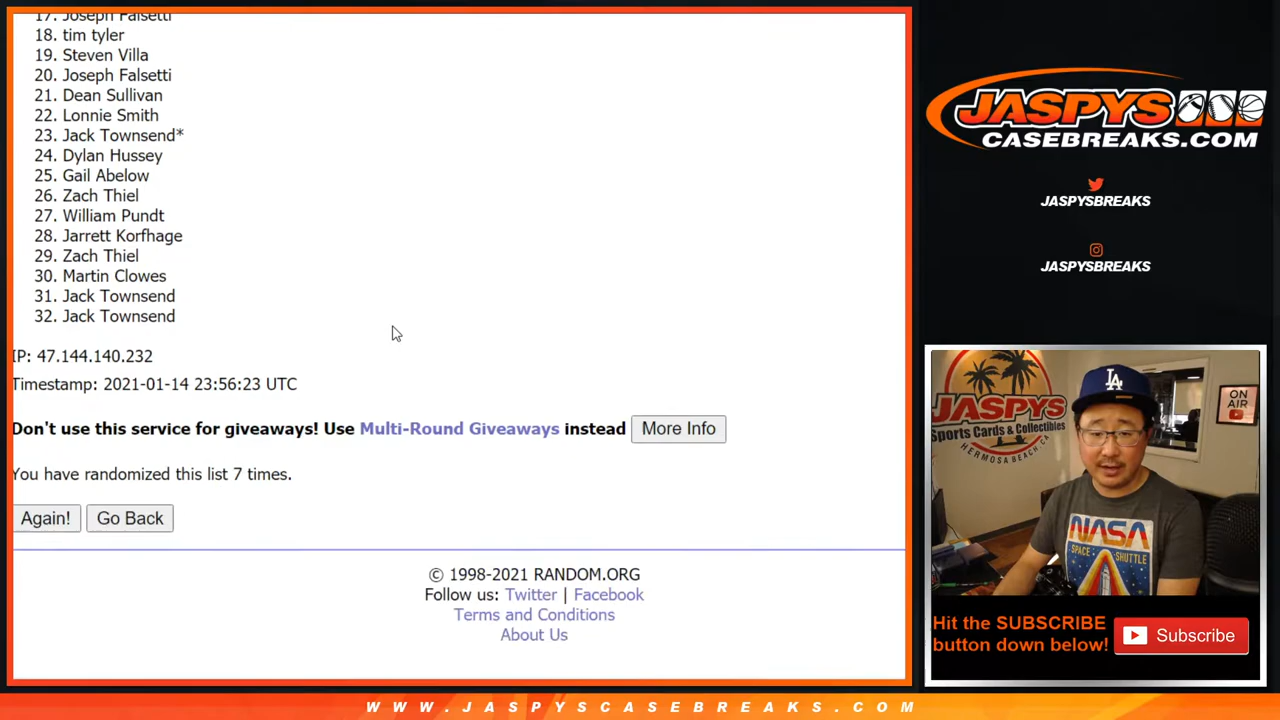 17. Joseph Falsetti
18. tim tyler
19. Steven Villa
20. Joseph Falsetti
21. Dean Sullivan
22. Lonnie Smith
23. Jack Townsend*
24. Dylan Hussey
25. Gail Abelow
26. Zach Thiel
27. William Pundt
28. Jarrett Korfhage
29. Zach Thiel
30. Martin Clowes
31. Jack Townsend
32. Jack Townsend
IP: 47.144.140.232
Timestamp: 2021-01-14 23:56:23 UTC
Don't use this service for giveaways! Use Multi-Round Giveaways instead More Info
You have randomized this list 7 times.
Again! Go Back
© 1998-2021 RANDOM.ORG
Follow us: Twitter | Facebook
Terms and Conditions
About Us
JASPYS
CASEBREAKS.COM
JASPYSBREAKS
JASPYSBREAKS
JASPYS
Sports Cards & Collectibles
HERMOSA BEACH, CA
LA
ON
AIR
NASA
SPACE SHUTTLE
Hit the SUBSCRIBE
button down below!
Subscribe
WWW.JASPYSCASEBREAKS.COM